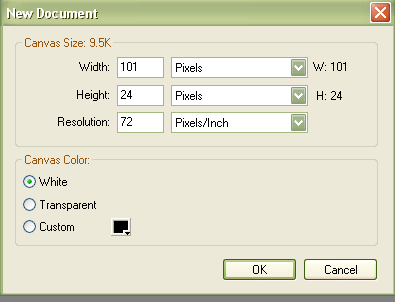 New Document
Canvas Size: 9.5K
Width: 101 Pixels W: 101
Height: 24 Pixels H: 24
Resolution: 72 Pixels/Inch
Canvas Color:
White
Transparent
Custom
OK Cancel